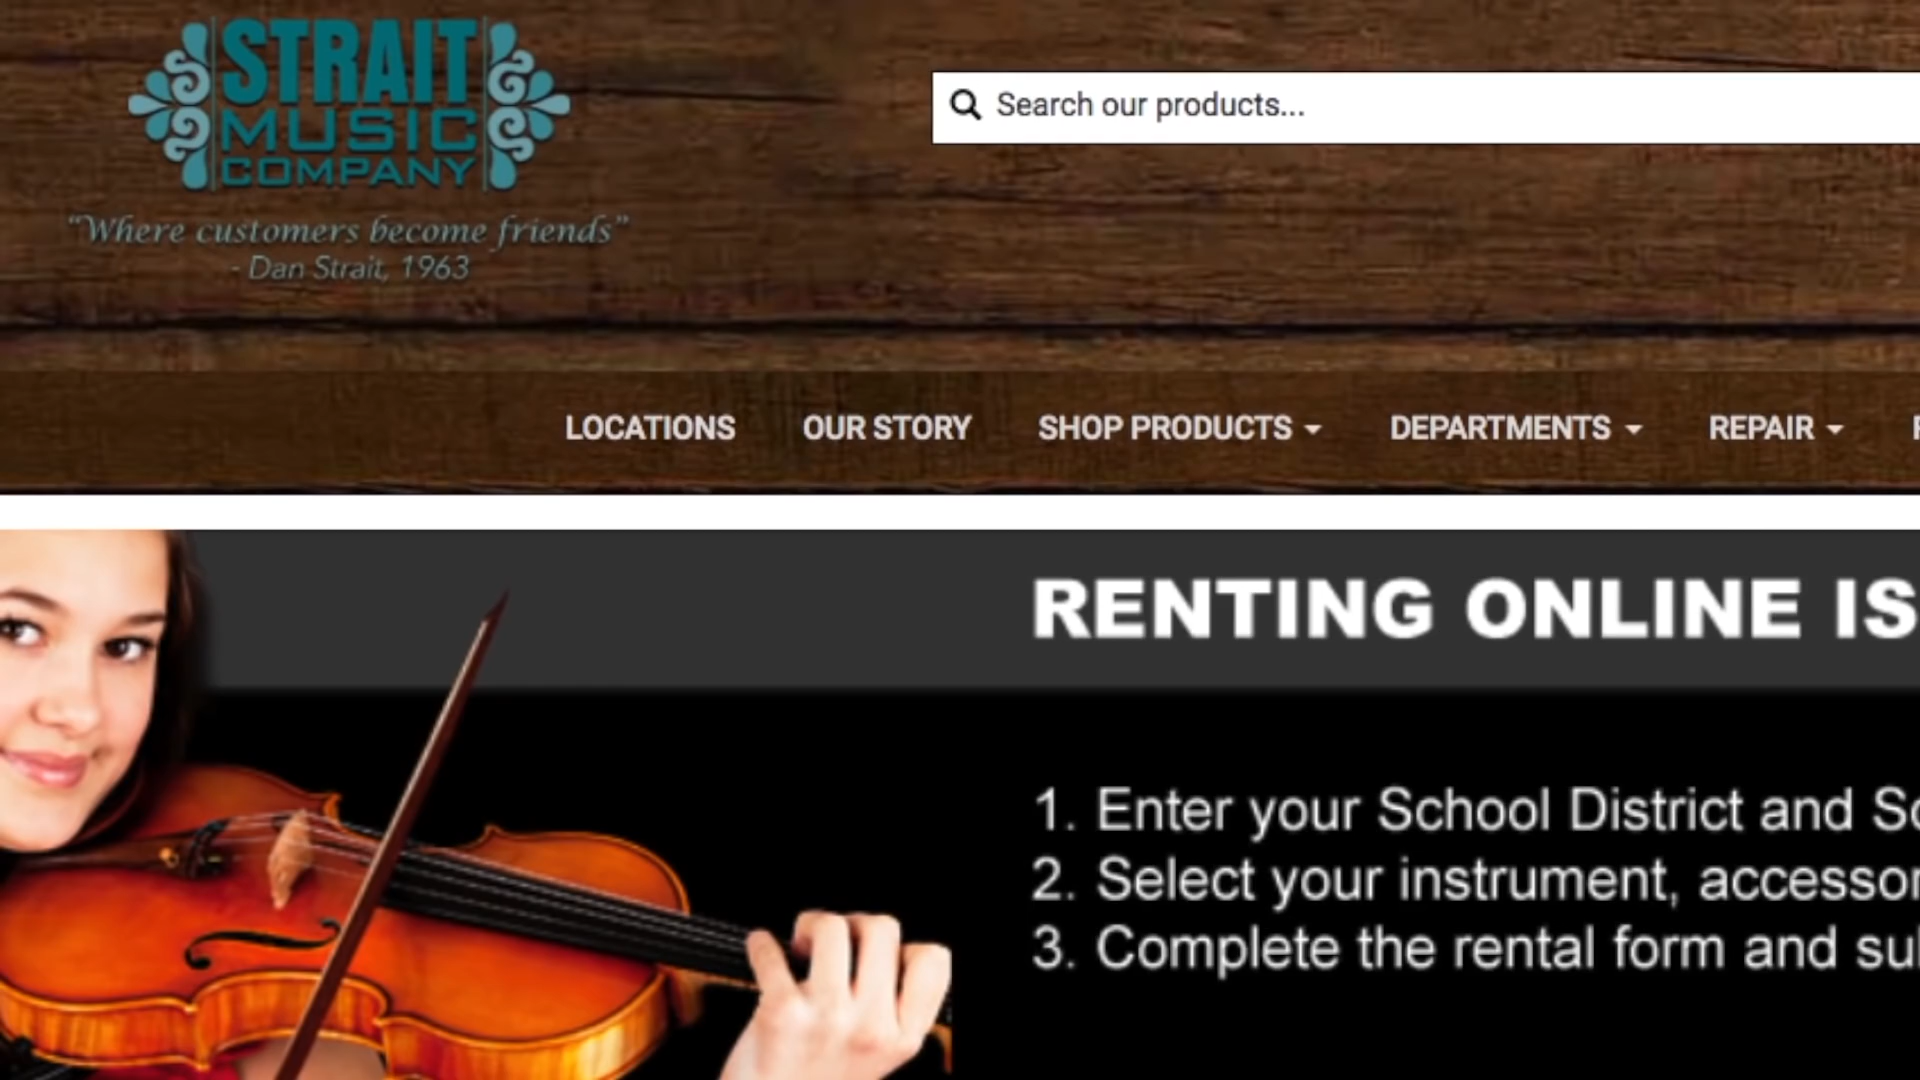 STRAIT
MUSIC
COMPANY
"Where customers become friends"
- Dan Strait, 1963
Search our products...
LOCATIONS OUR STORY SHOP PRODUCTS DEPARTMENTS REPAIR
RENTING ONLINE IS
1. Enter your School District and
2. Select your instrument,
3. Complete the rental form and